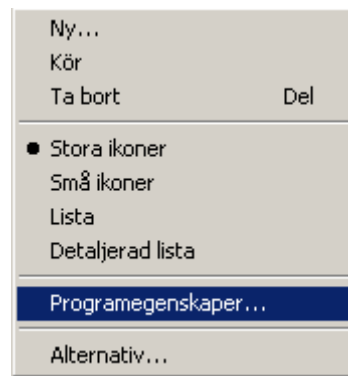 Ny...
Kör
Ta bort Del
Stora ikoner
Små ikoner
Lista
Detaljerad lista
Programegenskaper...
Alternativ...